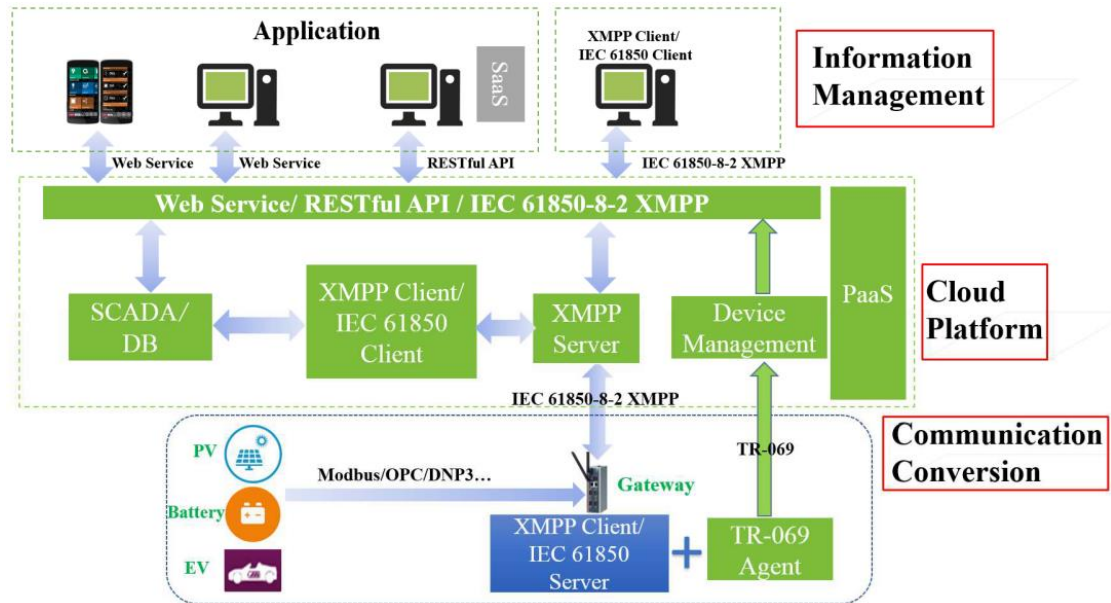 Application
XMPP Client/
IEC 61850 Client
SaaS
Information
Management
Web Service
Web Service
RESTful API
IEC 61850-8-2 XMPP
Web Service/ RESTful API / IEC 61850-8-2 XMPP
SCADA/
DB
XMPP Client/
IEC 61850
Client
XMPP
Server
Device
Management
PaaS
Cloud
Platform
IEC 61850-8-2 XMPP
TR-069
Communication
Conversion
PV
Battery
EV
Modbus/OPC/DNP3...
Gateway
XMPP Client/
IEC 61850
Server
+
TR-069
Agent